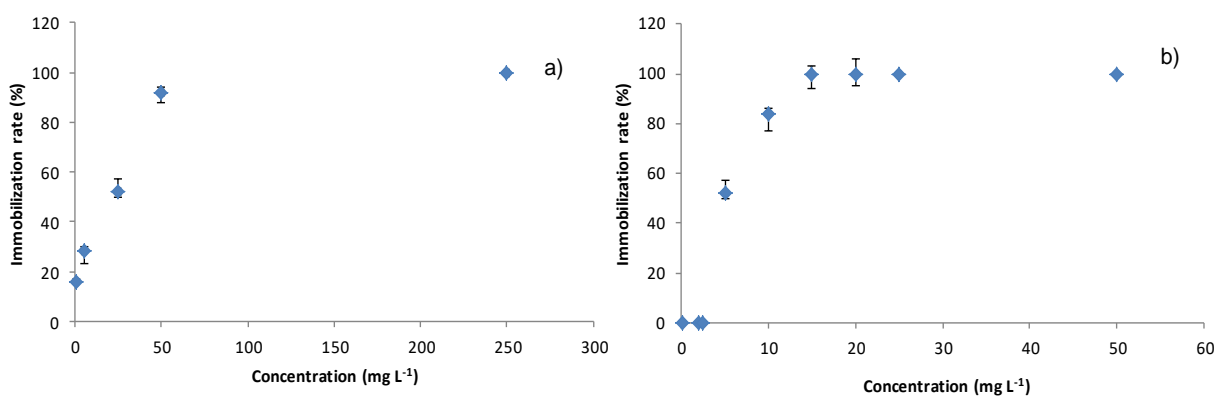 120
100
80
60
40
20
0
Immobilization rate (%)
0 50 100 150 200 250 300
Concentration (mg L-1)
a)
120
100
80
60
40
20
0
Immobilization rate (%)
0 10 20 30 40 50 60
Concentration (mg L-1)
b)